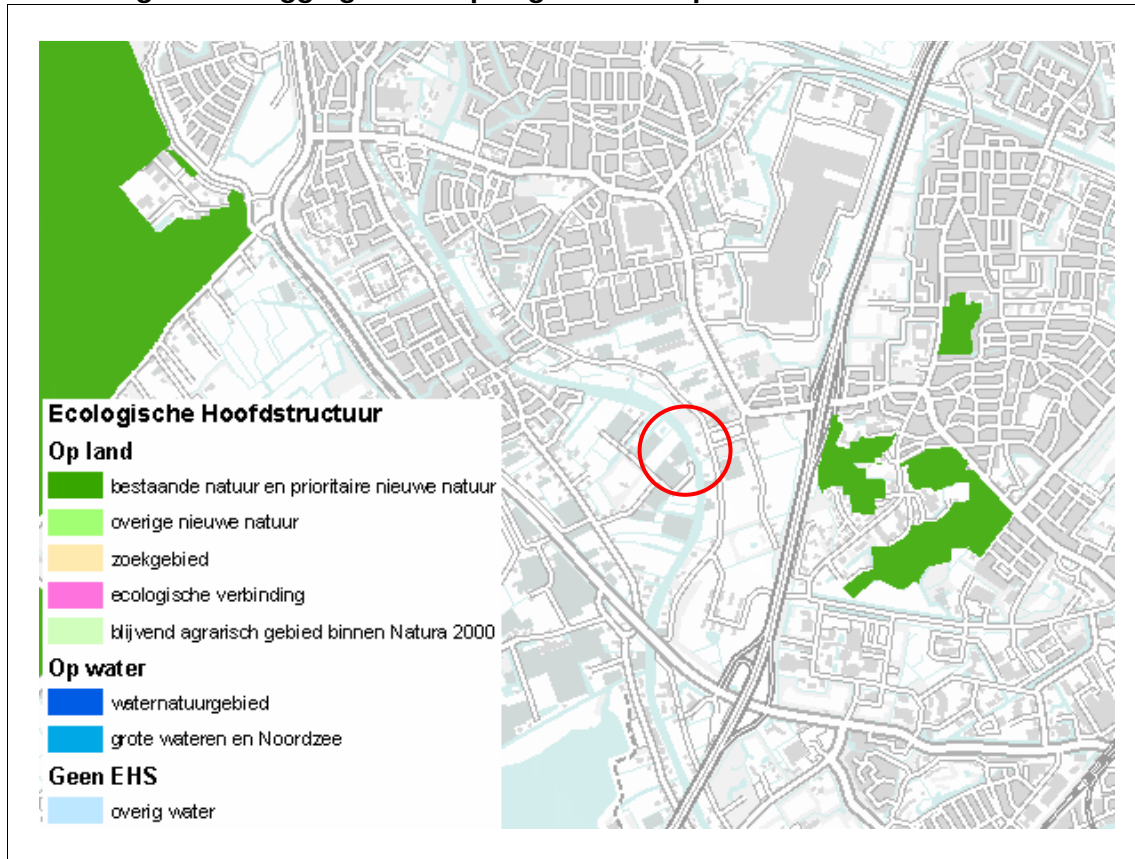 Ecologische Hoofdstructuur
Op land
bestaande natuur en prioritaire nieuwe natuur
overige nieuwe natuur
zoekgebied
ecologische verbinding
blijvend agrarisch gebied binnen Natura 2000
Op water
waternatuurgebied
grote wateren en Noordzee
Geen EHS
overig water